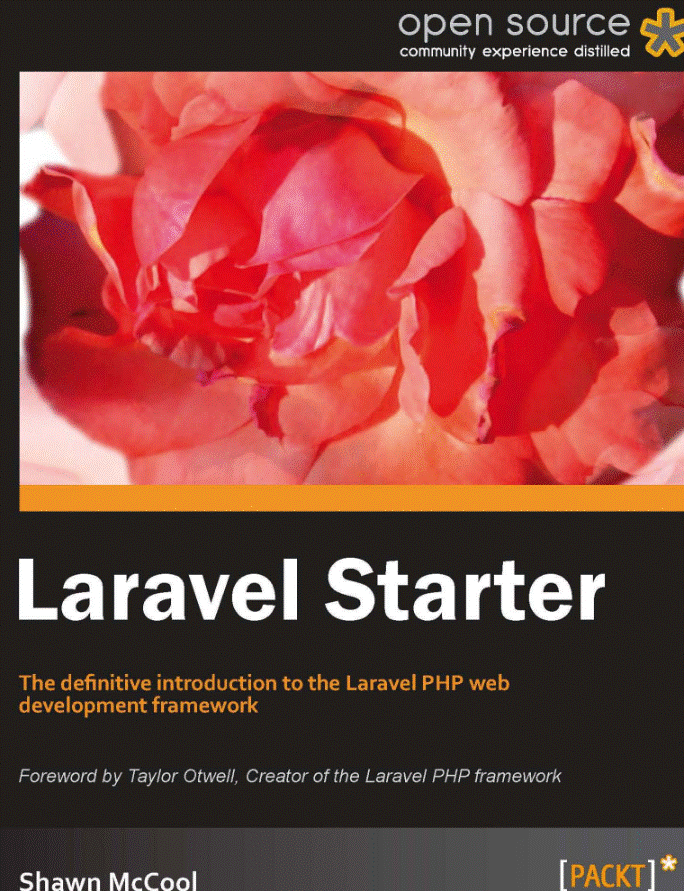 open source
community experience distilled
Laravel Starter
The definitive introduction to the Laravel PHP web
development framework
Foreword by Taylor Otwell, Creator of the Laravel PHP framework
Shawn McCool
[PACKT]